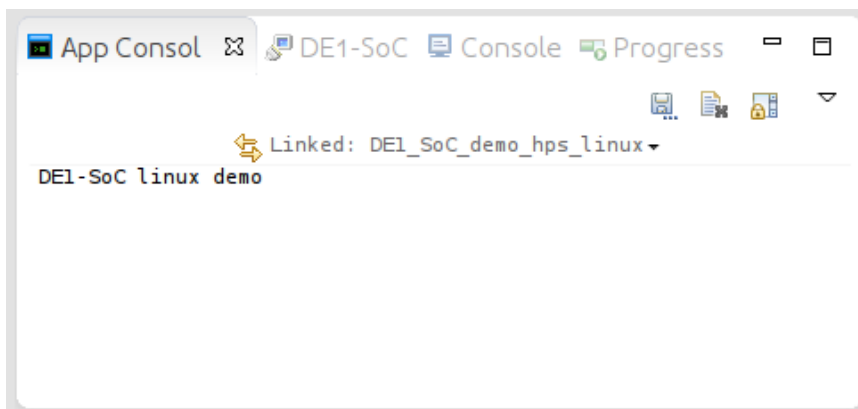 App Consol DE1-SoC Console Progress
Linked: DE1_SoC_demo_hps_linux
DE1-SoC linux demo